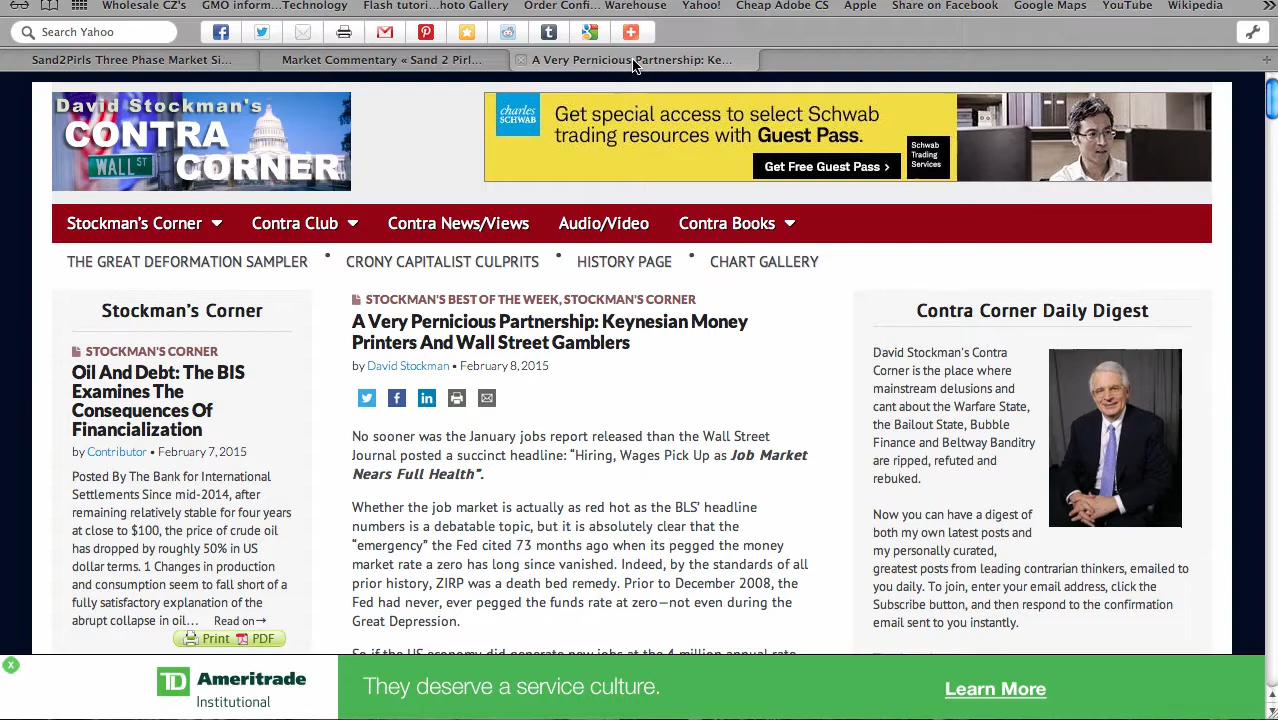 Wholesale CZ's GMO inform...Technology Flash tutori...hoto Gallery Order Confi... Warehouse Yahoo! Cheap Adobe CS Apple Share on Facebook Google Maps YouTube Wikipedia
Search Yahoo
Sand2Pirls Three Phase Market Si... Market Commentary « Sand 2 Pirl... A Very Pernicious Partnership: Ke...
David Stockman's
CONTRA
WALL ST
CORNER
charles
SCHWAB
Get special access to select Schwab
trading resources with Guest Pass.
Get Free Guest Pass >
Schwab
Trading
Services
Stockman's Corner Contra Club Contra News/Views Audio/Video Contra Books
THE GREAT DEFORMATION SAMPLER • CRONY CAPITALIST CULPRITS • HISTORY PAGE • CHART GALLERY
Stockman's Corner
STOCKMAN'S CORNER
Oil And Debt: The BIS
Examines The
Consequences Of
Financialization
by Contributor • February 7, 2015
Posted By The Bank for International
Settlements Since mid-2014, after
remaining relatively stable for four years
at close to $100, the price of crude oil
has dropped by roughly 50% in US
dollar terms. 1 Changes in production
and consumption seem to fall short of a
fully satisfactory explanation of the
abrupt collapse in oil... Read on→
Print PDF
STOCKMAN'S BEST OF THE WEEK, STOCKMAN'S CORNER
A Very Pernicious Partnership: Keynesian Money
Printers And Wall Street Gamblers
by David Stockman • February 8, 2015
No sooner was the January jobs report released than the Wall Street
Journal posted a succinct headline: “Hiring, Wages Pick Up as Job Market
Nears Full Health”.
Whether the job market is actually as red hot as the BLS’ headline
numbers is a debatable topic, but it is absolutely clear that the
“emergency” the Fed cited 73 months ago when its pegged the money
market rate a zero has long since vanished. Indeed, by the standards of all
prior history, ZIRP was a death bed remedy. Prior to December 2008, the
Fed had never, ever pegged the funds rate at zero—not even during the
Great Depression.
So if the US economy did generate new jobs at the 4 million annual rate
Contra Corner Daily Digest
David Stockman's Contra
Corner is the place where
mainstream delusions and
cant about the Warfare State,
the Bailout State, Bubble
Finance and Beltway Banditry
are ripped, refuted and
rebuked.
Now you can have a digest of
both my own latest posts and
my personally curated,
greatest posts from leading contrarian thinkers, emailed to
you daily. To join, enter your email address, click the
Subscribe button, and then respond to the confirmation
email sent to you instantly.
x
TD Ameritrade
Institutional
They deserve a service culture.
Learn More